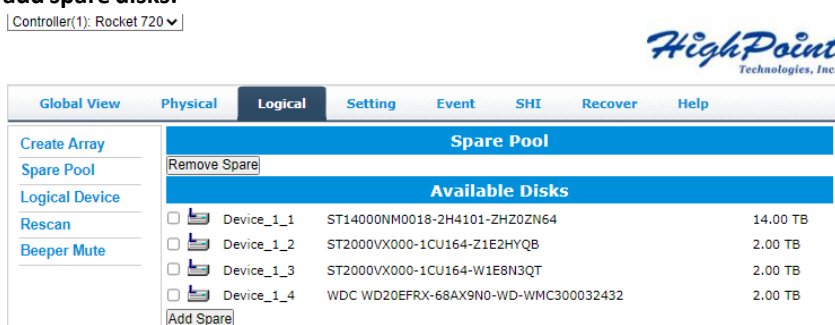 add spare disks.
Controller(1): Rocket 720
HighPoint
Technologies, Inc
Global View Physical Logical Setting Event SHI Recover Help
Create Array
Spare Pool
Logical Device
Rescan
Beeper Mute
Spare Pool
Remove Spare
Available Disks
Device_1_1 ST14000NM0018-2H4101-ZHZ0ZN64 14.00 TB
Device_1_2 ST2000VX000-1CU164-Z1E2HYQB 2.00 TB
Device_1_3 ST2000VX000-1CU164-W1E8N3QT 2.00 TB
Device_1_4 WDC WD20EFRX-68AX9N0-WD-WMC300032432 2.00 TB
Add Spare